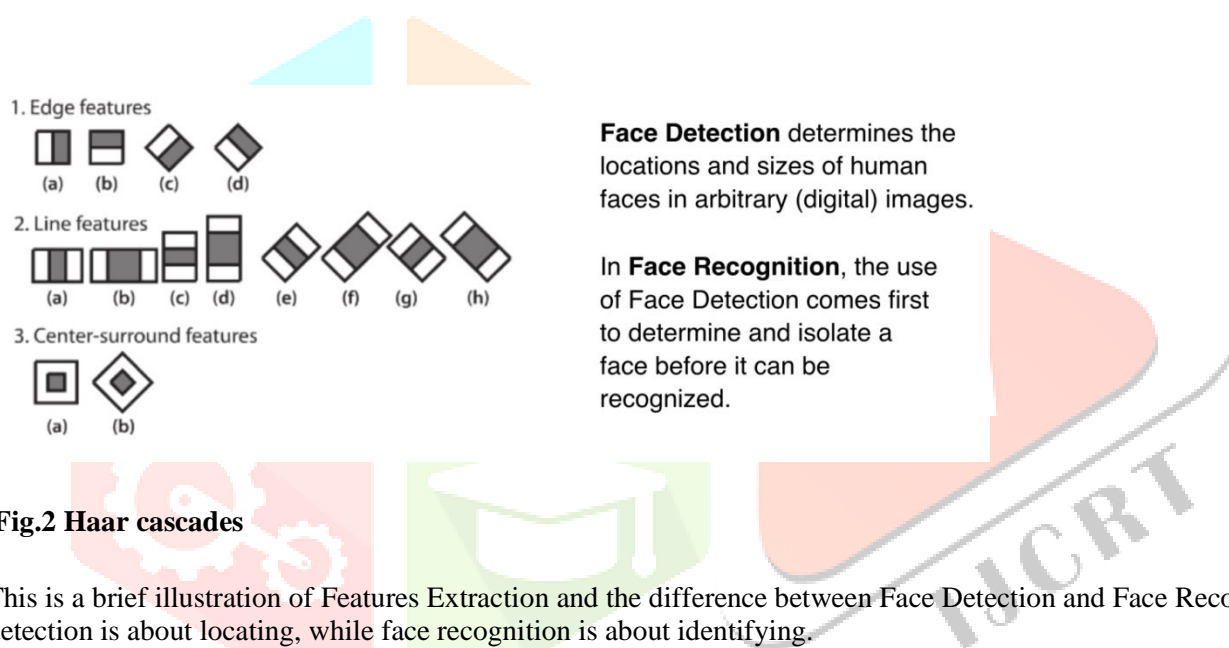 1. Edge features
(a) (b) (c) (d)
2. Line features
(a) (b) (c) (d) (e) (f) (g) (h)
3. Center-surround features
(a) (b)
Face Detection determines the
locations and sizes of human
faces in arbitrary (digital) images.
In Face Recognition, the use
of Face Detection comes first
to determine and isolate a
face before it can be
recognized.
Fig.2 Haar cascades
This is a brief illustration of Features Extraction and the difference between Face Detection and Face Reco
detection is about locating, while face recognition is about identifying.
IJCRT